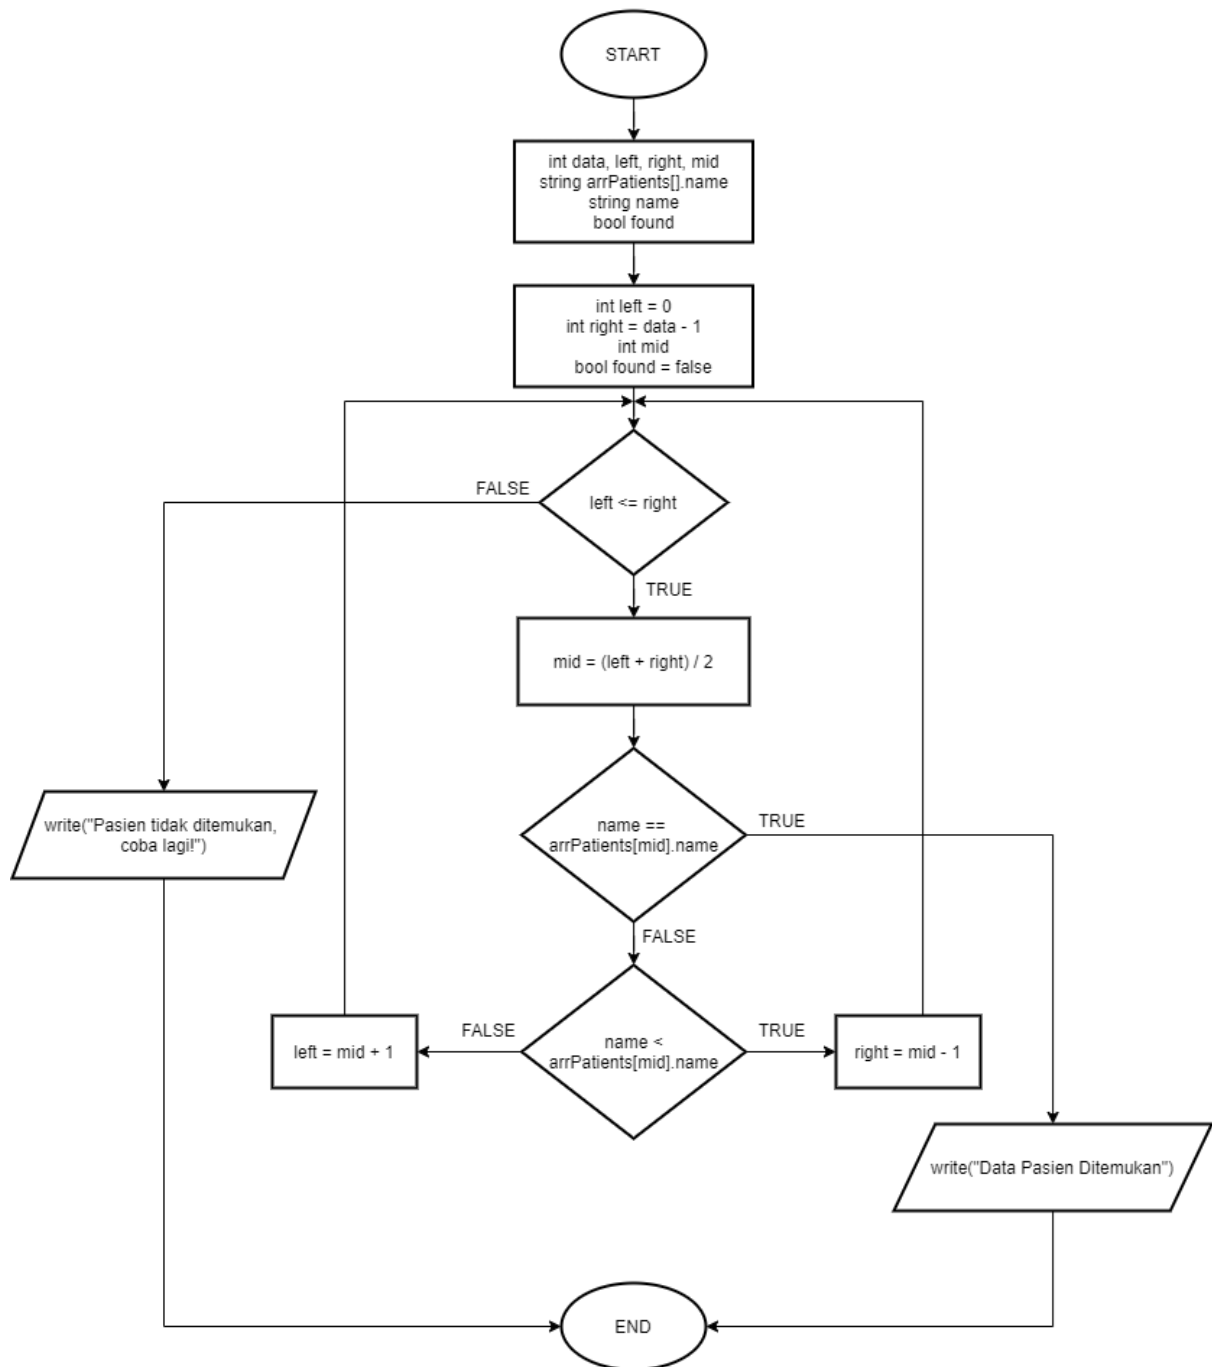 START
int data, left, right, mid
string arrPatients[].name
string name
bool found
int left = 0
int right = data - 1
int mid
bool found = false
FALSE
left <= right
TRUE
mid = (left + right) / 2
write("Pasien tidak ditemukan,
coba lagi!")
name ==
arrPatients[mid].name
TRUE
FALSE
left = mid + 1
FALSE
name <
arrPatients[mid].name
TRUE
right = mid - 1
write("Data Pasien Ditemukan")
END